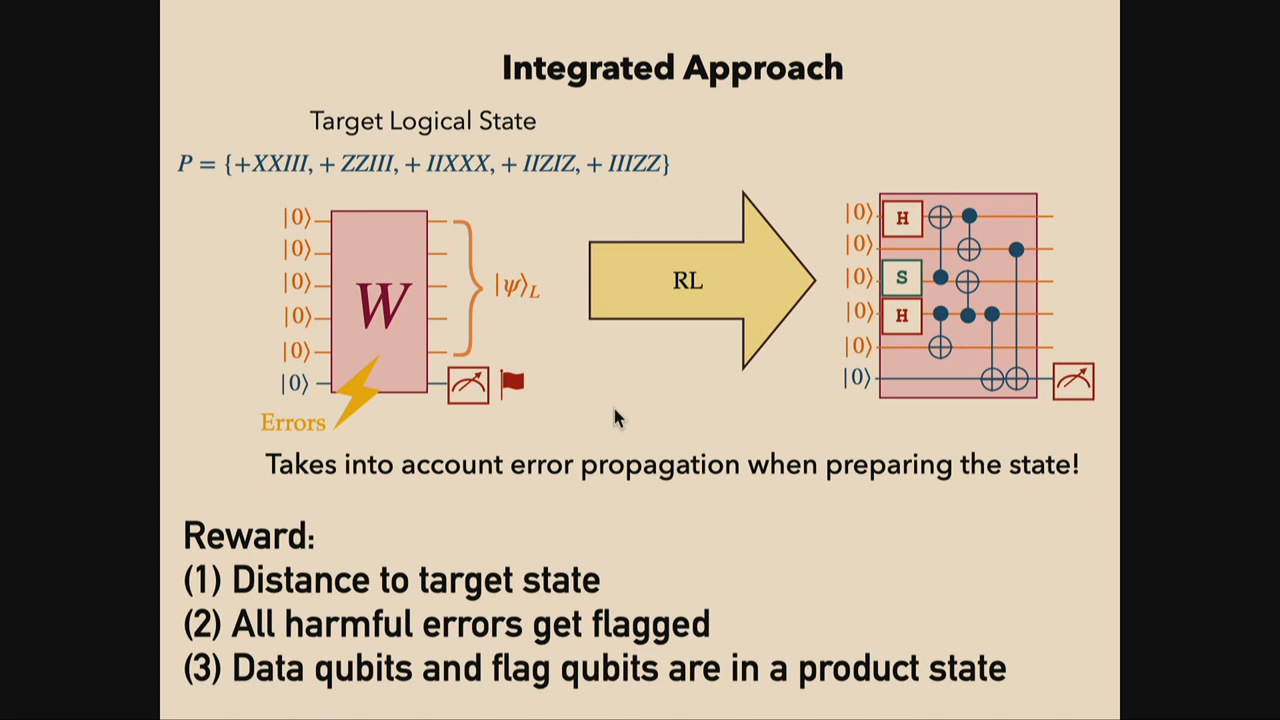 Integrated Approach
Target Logical State
P = {+XXIII, + ZZIII, + IIXXX, + IIZIZ, + IIIZZ}
|0⟩
|0⟩
|0⟩
|0⟩
|0⟩
|0⟩
W
|ψ⟩L
Errors
RL
|0⟩ H
|0⟩
|0⟩ S
|0⟩ H
|0⟩
|0⟩
Takes into account error propagation when preparing the state!
Reward:
(1) Distance to target state
(2) All harmful errors get flagged
(3) Data qubits and flag qubits are in a product state